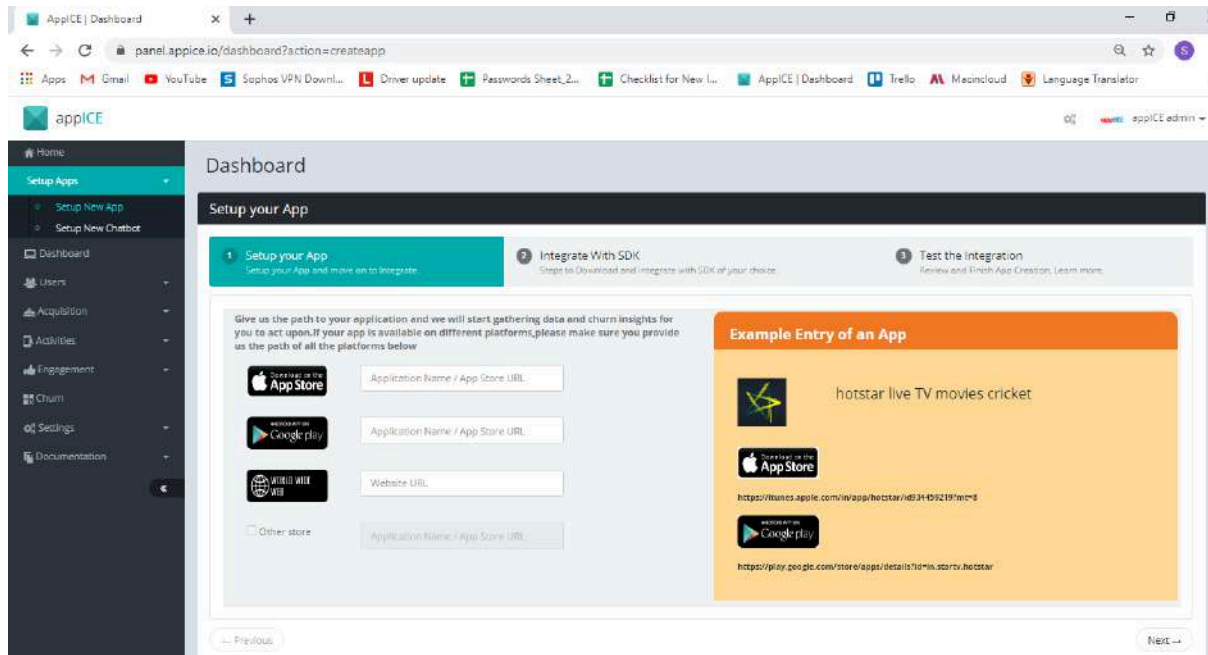 AppICE | Dashboard
panel.appice.io/dashboard?action=createapp
S
Apps Gmail YouTube Sophos VPN Downl... Driver update Passwords Sheet_2... Checklist for New I... AppICE | Dashboard Trello Macincloud Language Translator
appICE
appICE admin
Home
Setup Apps
Setup New App
Setup New Chatbot
Dashboard
Users
Acquisition
Activities
Engagement
Churn
Settings
Documentation
Dashboard
Setup your App
1 Setup your App
Setup your App and move on to Integrate.
2 Integrate With SDK
Steps to Download and Integrate with SDK of your choice.
3 Test the Integration
Review and Finish App Creation, Learn more.
Give us the path to your application and we will start gathering data and churn insights for
you to act upon.If your app is available on different platforms,please make sure you provide
us the path of all the platforms below
Download on the
App Store
Application Name / App Store URL
ANDROID APP ON
Google play
Application Name / App Store URL
WORLD WIDE
WEB
Website URL
Other store
Application Name / App Store URL
Example Entry of an App
hotstar live TV movies cricket
Download on the
App Store
https://itunes.apple.com/in/app/hotstar/id934459219?mt=8
ANDROID APP ON
Google play
https://play.google.com/store/apps/details?id=in.startv.hotstar
← Previous
Next →